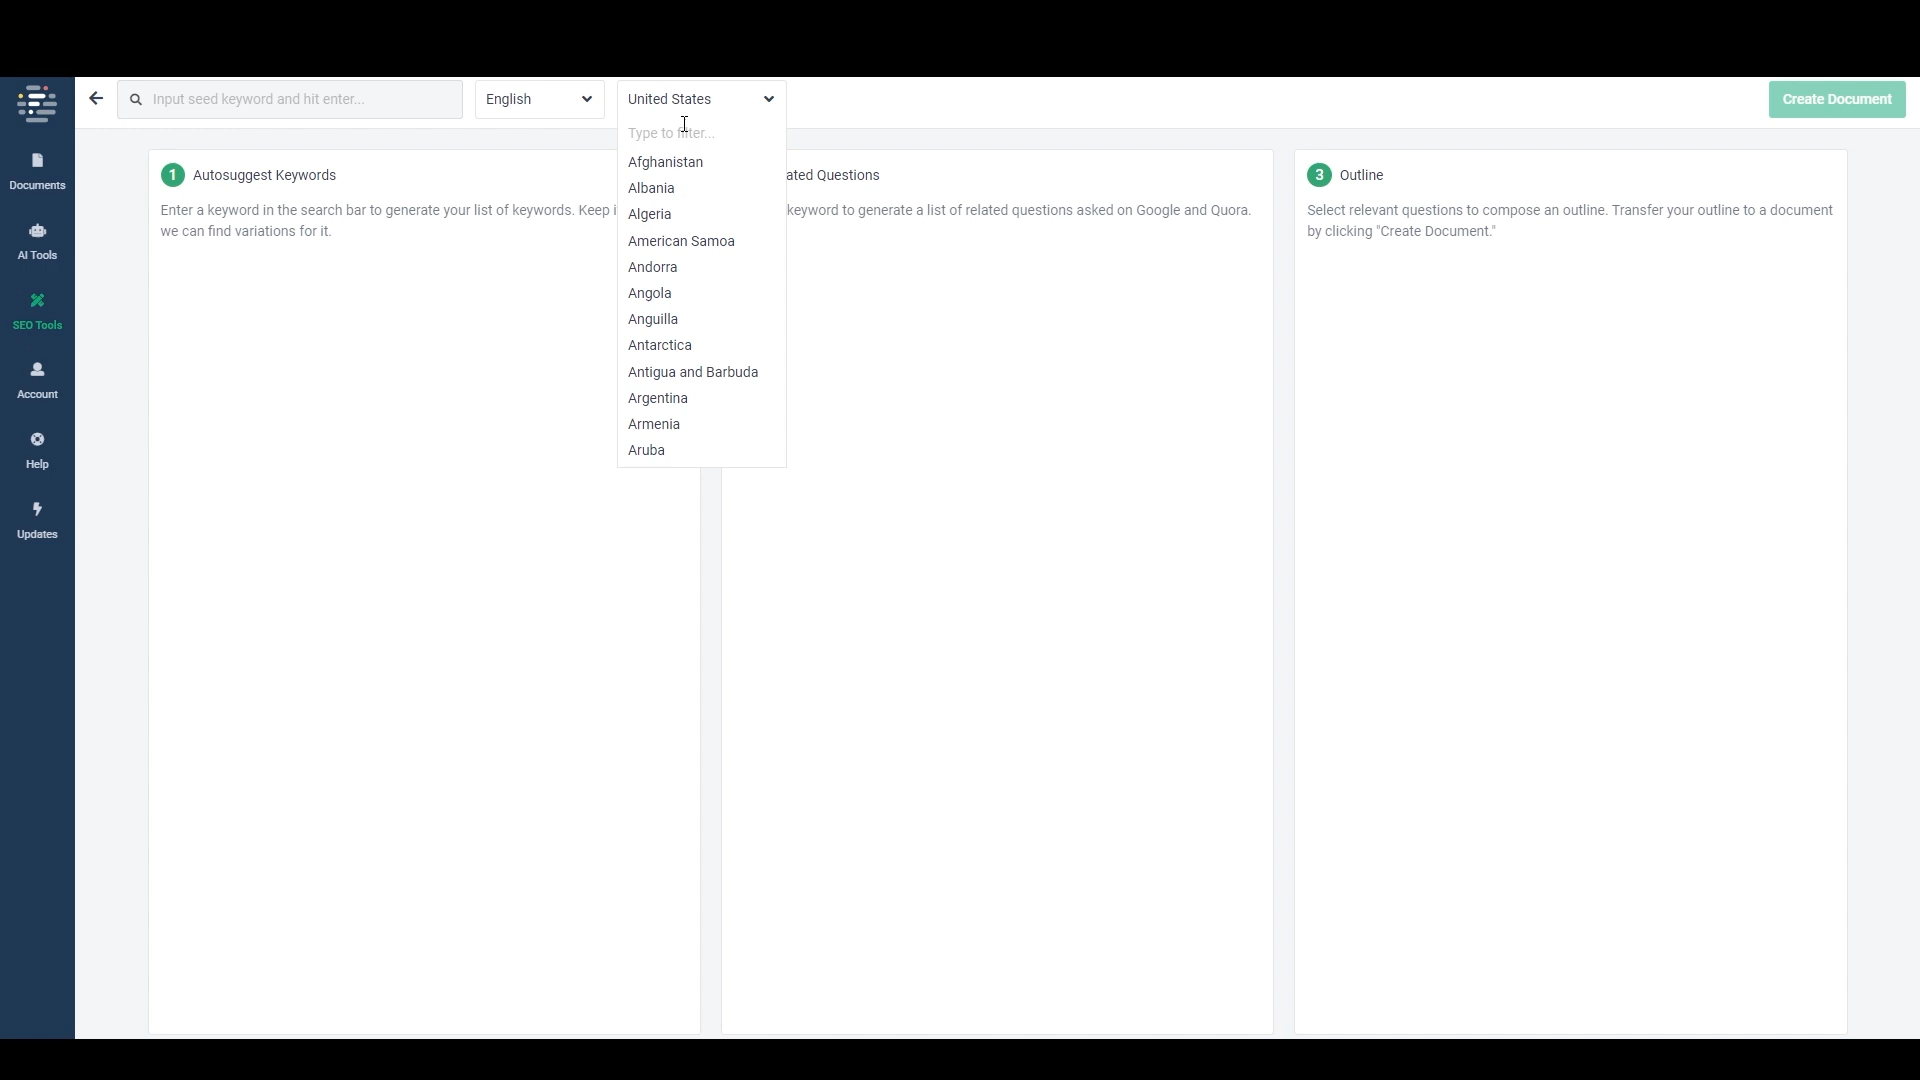 Input seed keyword and hit enter...
English
United States
Create Document
Type to filter...
Afghanistan
Albania
Algeria
American Samoa
Andorra
Angola
Anguilla
Antarctica
Antigua and Barbuda
Argentina
Armenia
Aruba
Documents
AI Tools
SEO Tools
Account
Help
Updates
1 Autosuggest Keywords
Enter a keyword in the search bar to generate your list of keywords. Keep i
we can find variations for it.
ated Questions
keyword to generate a list of related questions asked on Google and Quora.
3 Outline
Select relevant questions to compose an outline. Transfer your outline to a document
by clicking "Create Document."